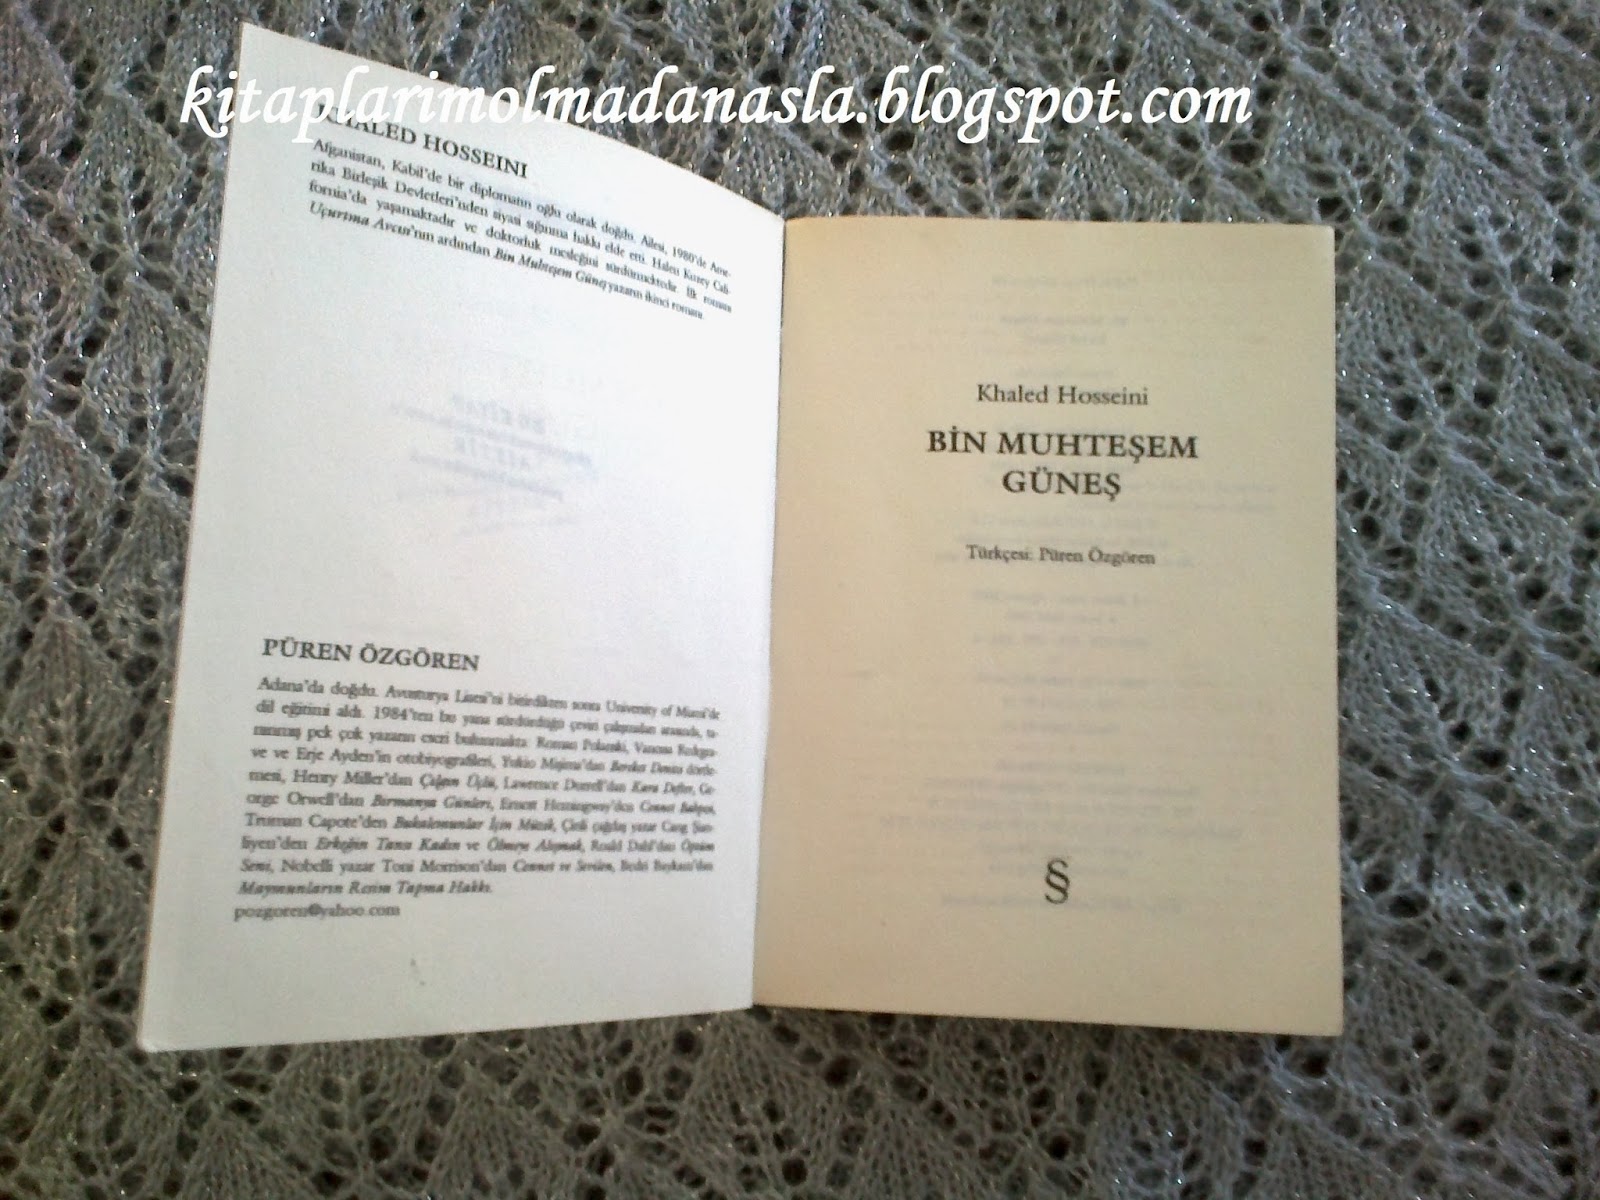 kitaplarimolmadanasla.blogspot.com
KHALED HOSSEINI
Afganistan, Kabil'de bir diplomatın oğlu olarak doğdu. Ailesi, 1980'de Ame-
rika Birleşik Devletleri'nden siyasi sığınma hakkı elde etti. Halen Kuzey Cali-
fornia'da yaşamaktadır ve doktorluk mesleğini sürdürmektedir. İlk romanı
Uçurtma Avcısı'nın ardından Bin Muhteşem Güneş yazarın ikinci romanı.
PÜREN ÖZGÖREN
Adana'da doğdu. Avusturya Lisesi'ni bitirdikten sonra University of Miami'de
dil eğitimi aldı. 1984'ten bu yana sürdürdüğü çeviri çalışmaları arasında, ta-
nınmış pek çok yazarın eseri bulunmakta: Roman Polanski, Vanessa Redgra-
ve ve Erje Ayden'in otobiyografileri, Yukio Mişima'dan Bereket Denizi dörtle-
mesi, Henry Miller'dan Çılgın Üçlü, Lawrence Durrell'dan Kara Defter, Ge-
orge Orwell'dan Birmanya Günleri, Ernest Hemingway'den Cennet Bahçesi,
Truman Capote'den Bukalemunlar İçin Müzik, Çinli çağdaş yazar Cang
liyen'den Erkeğin Yarısı Kadın ve Ölmeye Alışmak, Roald Dahl'dan Öptüm
Seni, Nobelli yazar Toni Morrison'dan Cennet ve Sevilen, Bedri Baykam'dan
Maymunların Resim Yapma Hakkı.
pozgoren@yahoo.com
Khaled Hosseini
BİN MUHTEŞEM
GÜNEŞ
Türkçesi: Püren Özgören
§